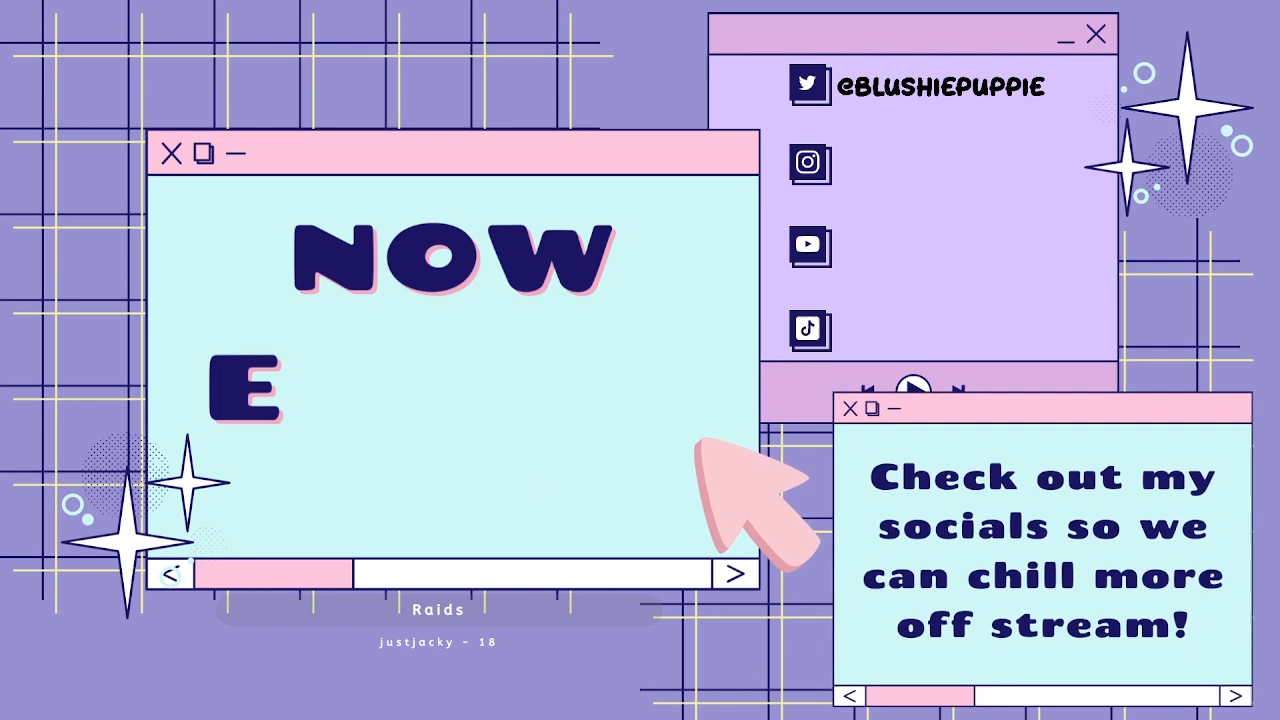 @BLUSHIEPUPPIE
NOW
E
Raids
justjacky - 18
Check out my
socials so we
can chill more
off stream!